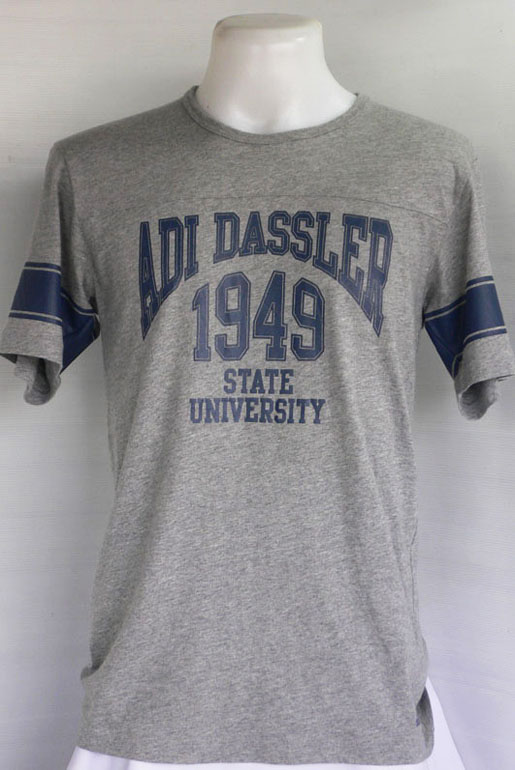 ADI DASSLER
1949
STATE
UNIVERSITY